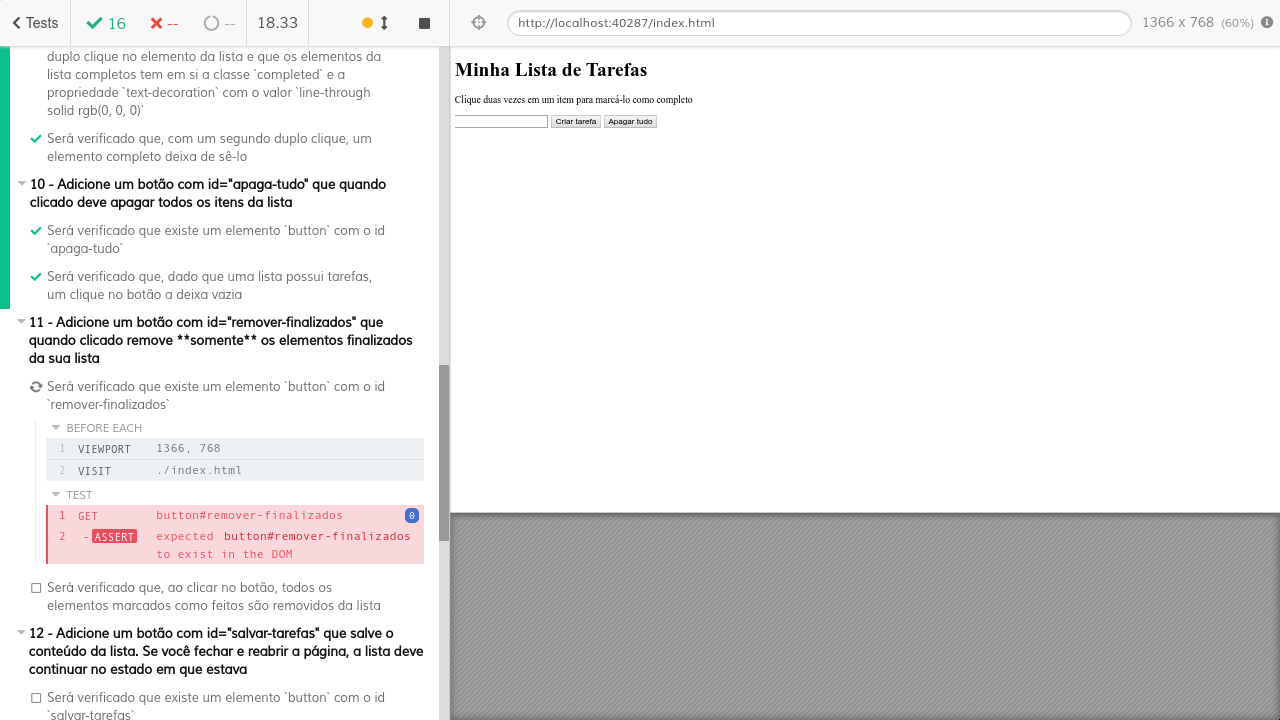 Tests
16
--
--
18.33
http://localhost:40287/index.html
1366 x 768 (60%)
duplo clique no elemento da lista e que os elementos da
lista completos tem em si a classe `completed` e a
propriedade `text-decoration` com o valor `line-through
solid rgb(0, 0, 0)`
Será verificado que, com um segundo duplo clique, um
elemento completo deixa de sê-lo
10 - Adicione um botão com id="apaga-tudo" que quando
clicado deve apagar todos os itens da lista
Será verificado que existe um elemento `button` com o id
`apaga-tudo`
Será verificado que, dado que uma lista possui tarefas,
um clique no botão a deixa vazia
11 - Adicione um botão com id="remover-finalizados" que
quando clicado remove **somente** os elementos finalizados
da sua lista
Será verificado que existe um elemento `button` com o id
`remover-finalizados`
BEFORE EACH
1 VIEWPORT 1366, 768
2 VISIT ./index.html
TEST
1 GET button#remover-finalizados 0
2 -ASSERT expected button#remover-finalizados
to exist in the DOM
Será verificado que, ao clicar no botão, todos os
elementos marcados como feitos são removidos da lista
12 - Adicione um botão com id="salvar-tarefas" que salve o
conteúdo da lista. Se você fechar e reabrir a página, a lista deve
continuar no estado em que estava
Será verificado que existe um elemento `button` com o id
`salvar-tarefas`
Minha Lista de Tarefas
Clique duas vezes em um item para marcá-lo como completo
Criar tarefa Apagar tudo